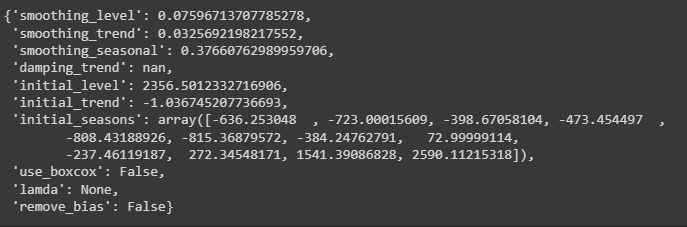 {'smoothing_level': 0.07596713707785278,
 'smoothing_trend': 0.0325692198217552,
 'smoothing_seasonal': 0.37660762989959706,
 'damping_trend': nan,
 'initial_level': 2356.5012332716906,
 'initial_trend': -1.036745207736693,
 'initial_seasons': array([-636.253048  , -723.00015609, -398.67058104, -473.454497  ,
        -808.43188926, -815.36879572, -384.24762791,   72.99999114,
        -237.46119187,  272.34548171, 1541.39086828, 2590.11215318]),
 'use_boxcox': False,
 'lamda': None,
 'remove_bias': False}